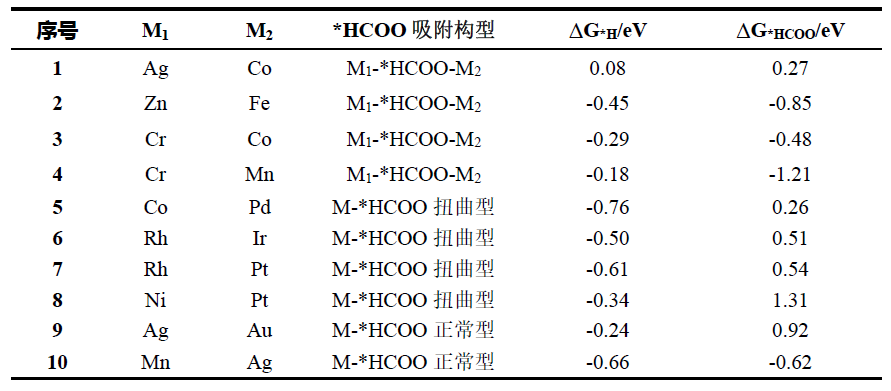 序号 M₁ M₂ *HCOO 吸附构型 ΔG*H/eV ΔG*HCOO/eV
1 Ag Co M₁-*HCOO-M₂ 0.08 0.27
2 Zn Fe M₁-*HCOO-M₂ -0.45 -0.85
3 Cr Co M₁-*HCOO-M₂ -0.29 -0.48
4 Cr Mn M₁-*HCOO-M₂ -0.18 -1.21
5 Co Pd M-*HCOO 扭曲型 -0.76 0.26
6 Rh Ir M-*HCOO 扭曲型 -0.50 0.51
7 Rh Pt M-*HCOO 扭曲型 -0.61 0.54
8 Ni Pt M-*HCOO 扭曲型 -0.34 1.31
9 Ag Au M-*HCOO 正常型 -0.24 0.92
10 Mn Ag M-*HCOO 正常型 -0.66 -0.62